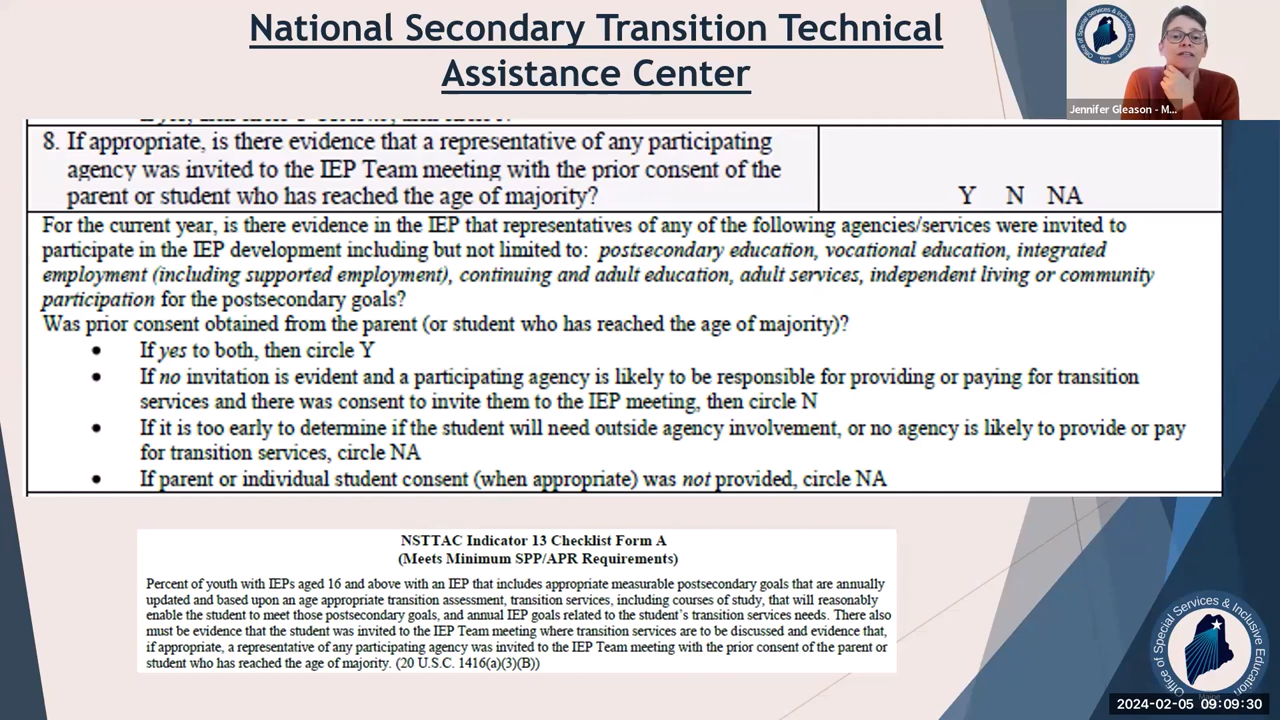 National Secondary Transition Technical
Assistance Center
Jennifer Gleason - M...
8. If appropriate, is there evidence that a representative of any participating
agency was invited to the IEP Team meeting with the prior consent of the
parent or student who has reached the age of majority?
Y N NA
For the current year, is there evidence in the IEP that representatives of any of the following agencies/services were invited to
participate in the IEP development including but not limited to: postsecondary education, vocational education, integrated
employment (including supported employment), continuing and adult education, adult services, independent living or community
participation for the postsecondary goals?
Was prior consent obtained from the parent (or student who has reached the age of majority)?
• If yes to both, then circle Y
• If no invitation is evident and a participating agency is likely to be responsible for providing or paying for transition
services and there was consent to invite them to the IEP meeting, then circle N
• If it is too early to determine if the student will need outside agency involvement, or no agency is likely to provide or pay
for transition services, circle NA
• If parent or individual student consent (when appropriate) was not provided, circle NA
NSTTAC Indicator 13 Checklist Form A
(Meets Minimum SPP/APR Requirements)
Percent of youth with IEPs aged 16 and above with an IEP that includes appropriate measurable postsecondary goals that are annually
updated and based upon an age appropriate transition assessment, transition services, including courses of study, that will reasonably
enable the student to meet those postsecondary goals, and annual IEP goals related to the student's transition services needs. There also
must be evidence that the student was invited to the IEP Team meeting where transition services are to be discussed and evidence that,
if appropriate, a representative of any participating agency was invited to the IEP Team meeting with the prior consent of the parent or
student who has reached the age of majority. (20 U.S.C. 1416(a)(3)(B))
Office of Special Services & Inclusive Education
Maine
2024-02-05 09:09:30